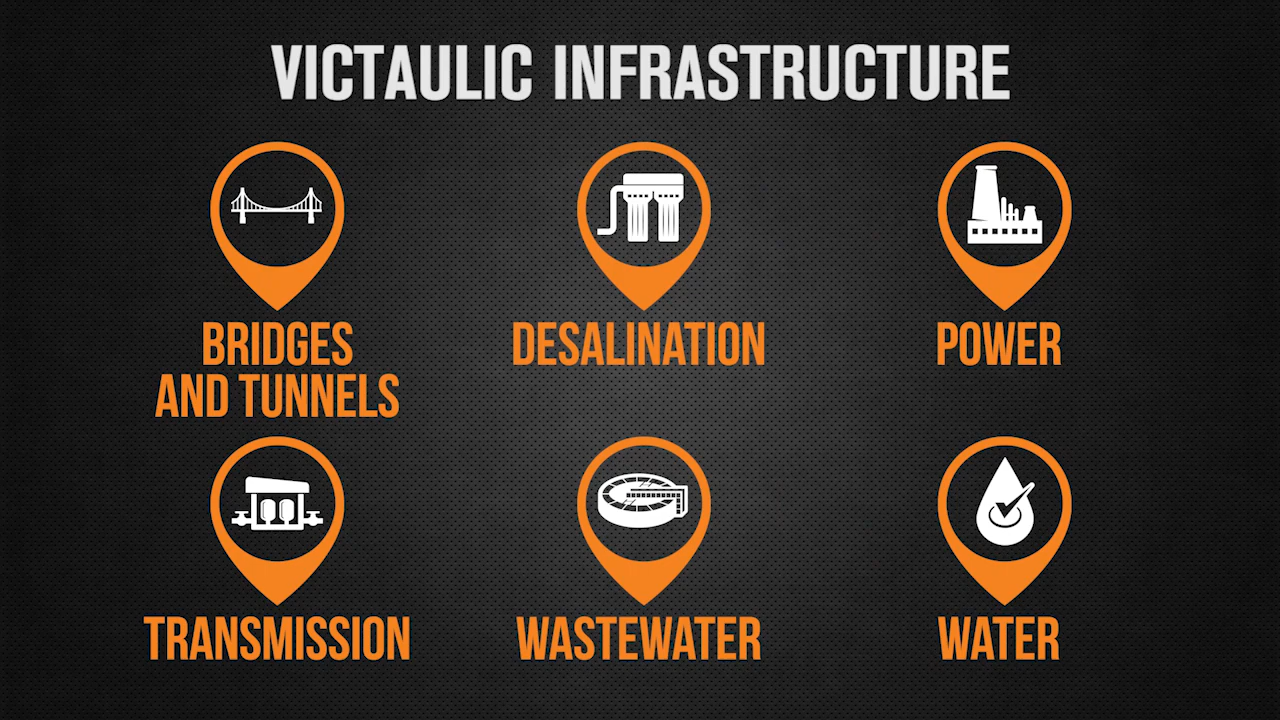 VICTAULIC INFRASTRUCTURE
BRIDGES
AND TUNNELS
DESALINATION
POWER
TRANSMISSION
WASTEWATER
WATER